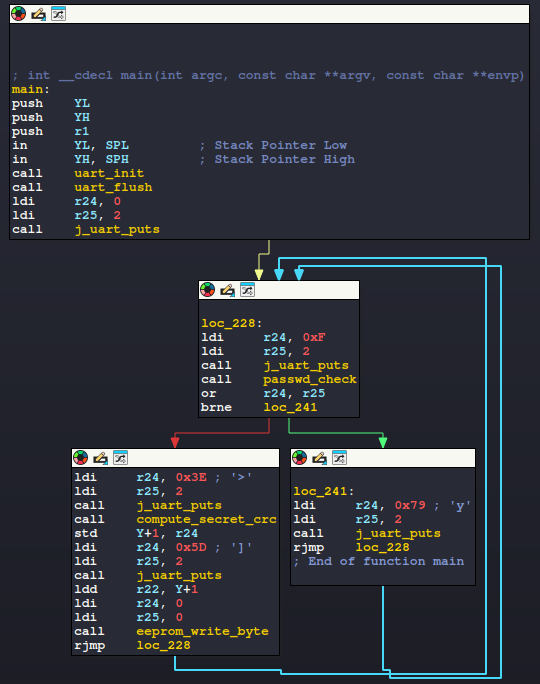 ; int __cdecl main(int argc, const char **argv, const char **envp)
main:
push YL
push YH
push r1
in YL, SPL ; Stack Pointer Low
in YH, SPH ; Stack Pointer High
call uart_init
call uart_flush
ldi r24, 0
ldi r25, 2
call j_uart_puts
loc_228:
ldi r24, 0xF
ldi r25, 2
call j_uart_puts
call passwd_check
or r24, r25
brne loc_241
ldi r24, 0x3E ; '>'
ldi r25, 2
call j_uart_puts
call compute_secret_crc
std Y+1, r24
ldi r24, 0x5D ; ']'
ldi r25, 2
call j_uart_puts
ldd r22, Y+1
ldi r24, 0
ldi r25, 0
call eeprom_write_byte
rjmp loc_228
loc_241:
ldi r24, 0x79 ; 'y'
ldi r25, 2
call j_uart_puts
rjmp loc_228
; End of function main